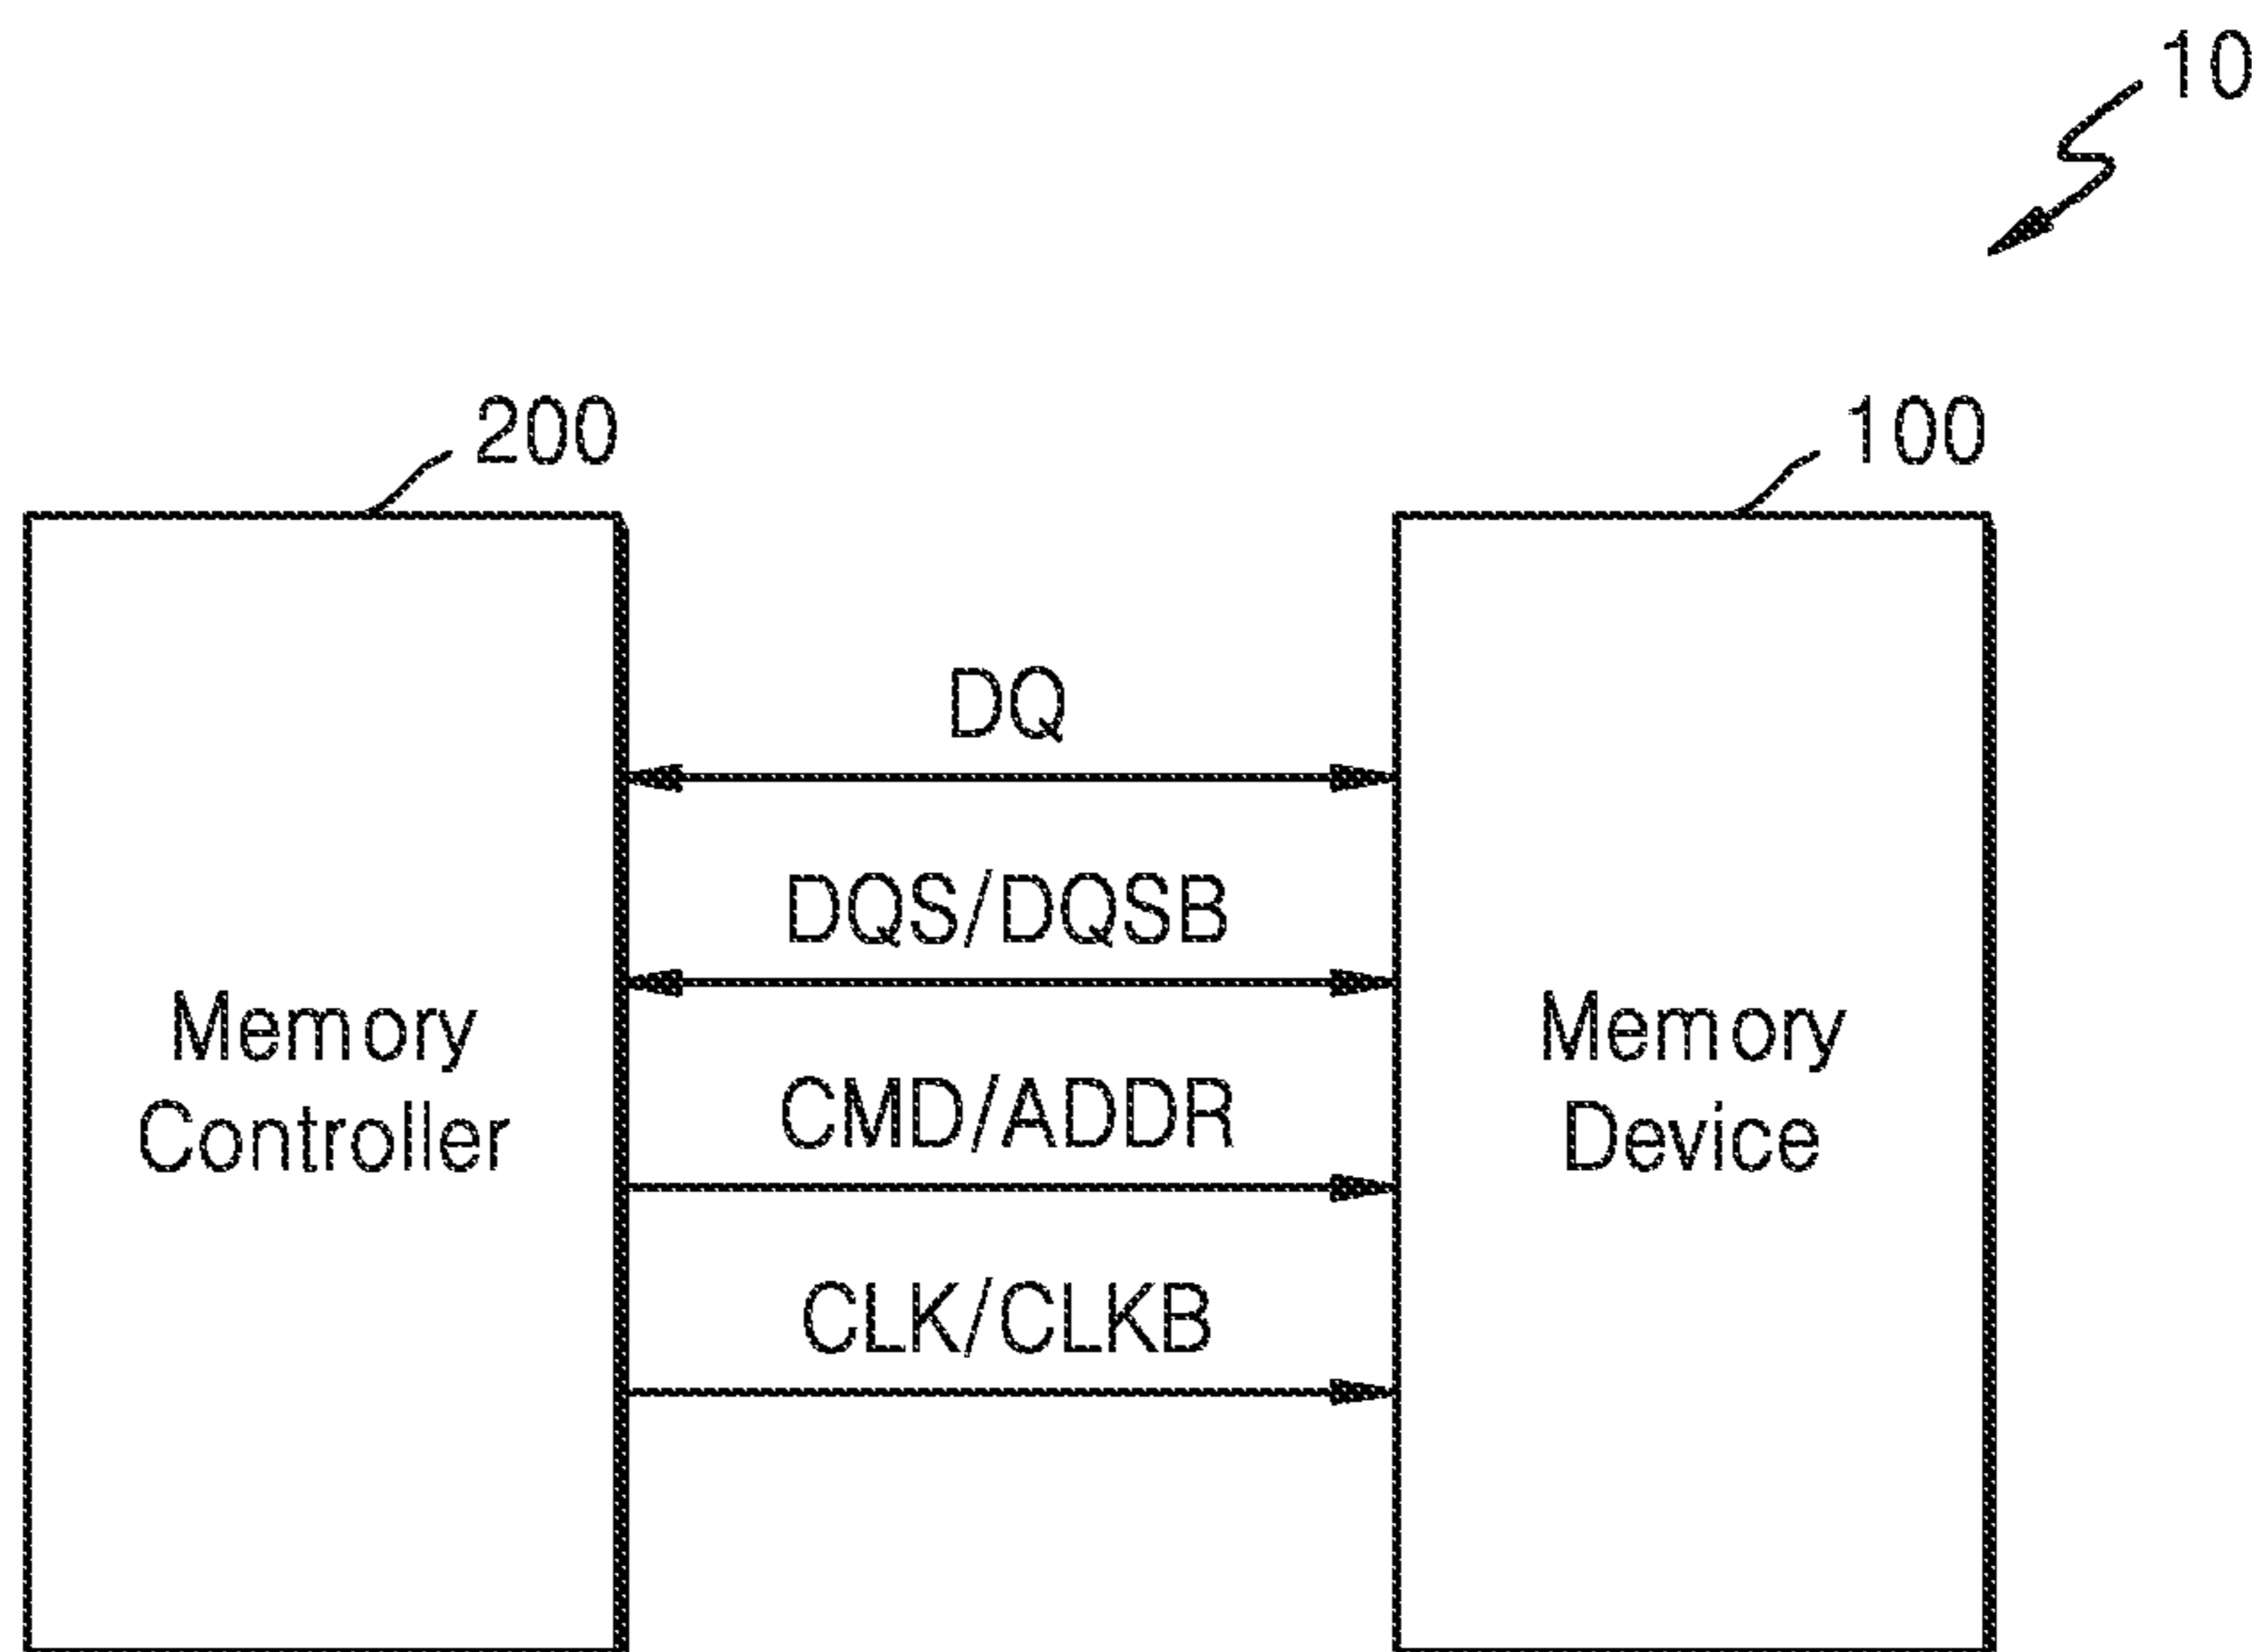 10
200
100
DQ
DQS/DQSB
Memory
Controller
CMD/ADDR
Memory
Device
CLK/CLKB